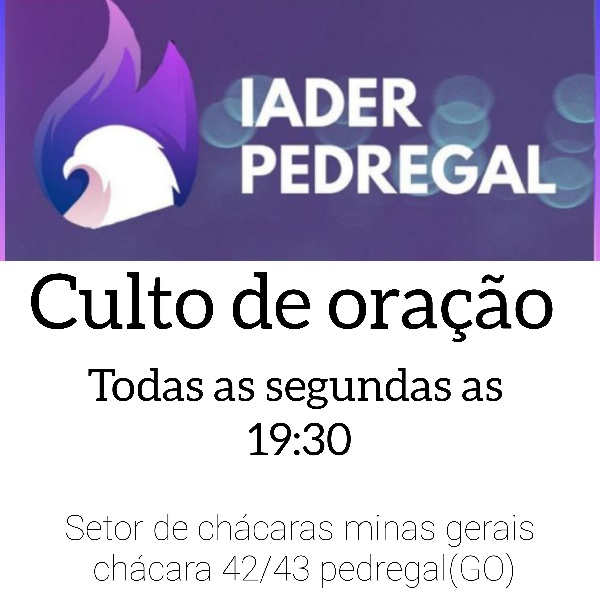 IADER
PEDREGAL
Culto de oração
Todas as segundas as
19:30
Setor de chácaras minas gerais
chácara 42/43 pedregal(GO)